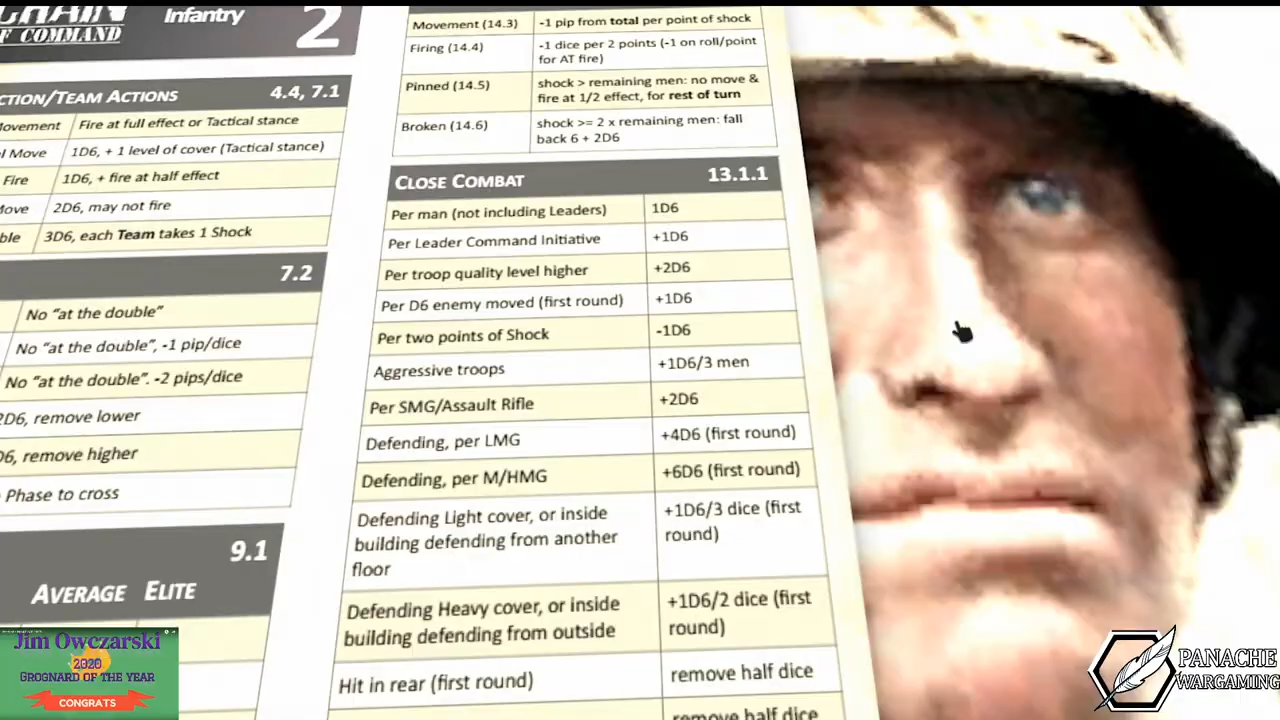 CHAIN
OF COMMAND
Infantry
2
ACTION/TEAM ACTIONS 4.4, 7.1
Movement Fire at full effect or Tactical stance
Move 1D6, + 1 level of cover (Tactical stance)
Fire 1D6, + fire at half effect
Move 2D6, may not fire
3D6, each Team takes 1 Shock
7.2
No "at the double"
No "at the double", -1 pip/dice
No "at the double". -2 pips/dice
2D6, remove lower
D6, remove higher
Phase to cross
9.1
AVERAGE ELITE
Movement (14.3) -1 pip from total per point of shock
Firing (14.4) -1 dice per 2 points (-1 on roll/point
for AT fire)
Pinned (14.5) shock > remaining men: no move &
fire at 1/2 effect, for rest of turn
Broken (14.6) shock >= 2 x remaining men: fall
back 6 + 2D6
CLOSE COMBAT 13.1.1
Per man (not including Leaders) 1D6
Per Leader Command Initiative +1D6
Per troop quality level higher +2D6
Per D6 enemy moved (first round) +1D6
Per two points of Shock -1D6
Aggressive troops +1D6/3 men
Per SMG/Assault Rifle +2D6
Defending, per LMG +4D6 (first round)
Defending, per M/HMG +6D6 (first round)
Defending Light cover, or inside
building defending from another
floor
+1D6/3 dice (first
round)
Defending Heavy cover, or inside
building defending from outside
+1D6/2 dice (first
round)
Hit in rear (first round) remove half dice
remove half dice
Jim Owczarski
2020
GROGNARD OF THE YEAR
CONGRATS
PANACHE
WARGAMING